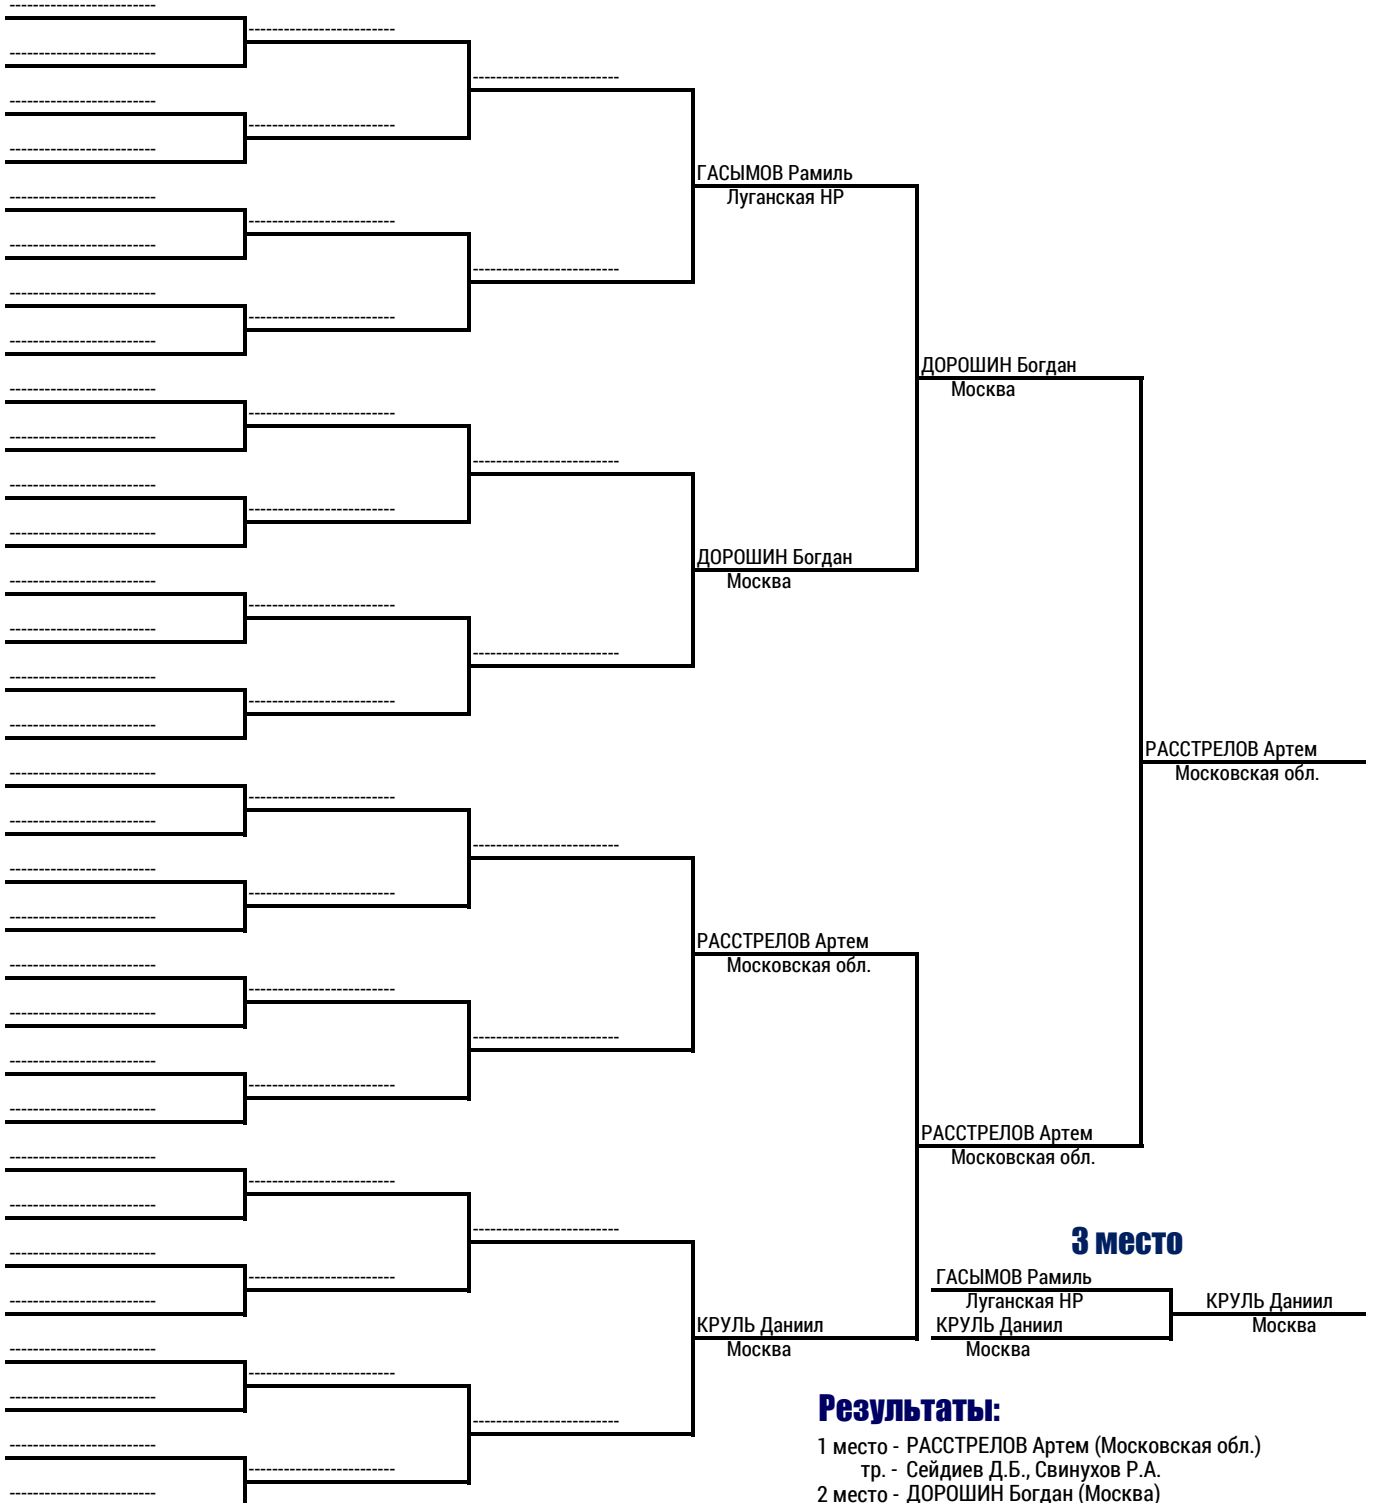 ГАСЫМОВ Рамиль
Луганская НР
ДОРОШИН Богдан
Москва
ДОРОШИН Богдан
Москва
РАССТРЕЛОВ Артем
Московская обл.
РАССТРЕЛОВ Артем
Московская обл.
РАССТРЕЛОВ Артем
Московская обл.
КРУЛЬ Даниил
Москва
3 место
ГАСЫМОВ Рамиль
Луганская НР
КРУЛЬ Даниил
Москва
КРУЛЬ Даниил
Москва
Результаты:
1 место - РАССТРЕЛОВ Артем (Московская обл.)
тр. - Сейдиев Д.Б., Свинухов Р.А.
2 место - ДОРОШИН Богдан (Москва)